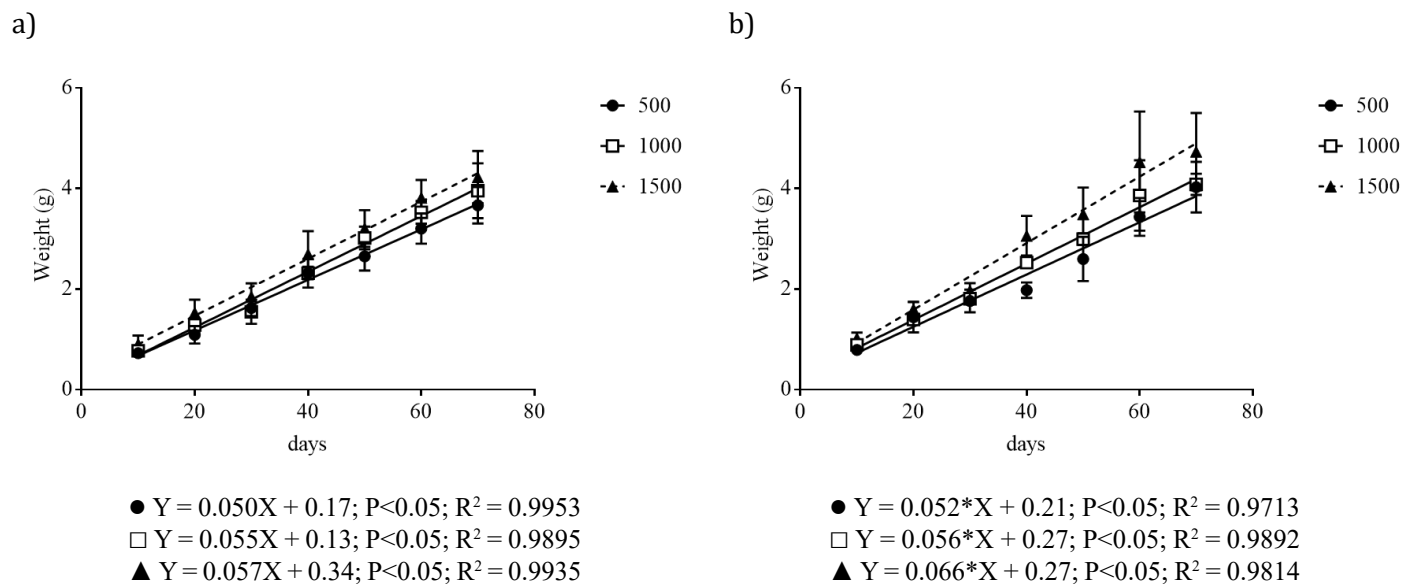 a)
6
4
2
0
Weight (g)
0 20 40 60 80
days
500
1000
1500
● Y = 0.050X + 0.17; P<0.05; R² = 0.9953
□ Y = 0.055X + 0.13; P<0.05; R² = 0.9895
▲ Y = 0.057X + 0.34; P<0.05; R² = 0.9935
b)
6
4
2
0
Weight (g)
0 20 40 60 80
days
500
1000
1500
● Y = 0.052*X + 0.21; P<0.05; R² = 0.9713
□ Y = 0.056*X + 0.27; P<0.05; R² = 0.9892
▲ Y = 0.066*X + 0.27; P<0.05; R² = 0.9814